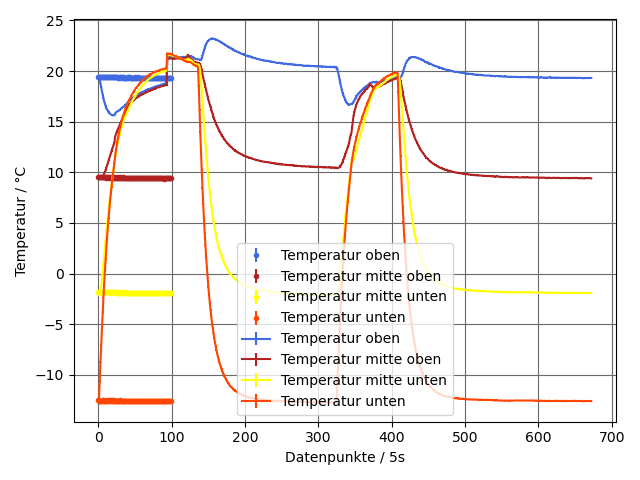 25
20
15
10
5
0
−5
−10
Temperatur / °C
Temperatur oben
Temperatur mitte oben
Temperatur mitte unten
Temperatur unten
Temperatur oben
Temperatur mitte oben
Temperatur mitte unten
Temperatur unten
0 100 200 300 400 500 600 700
Datenpunkte / 5s